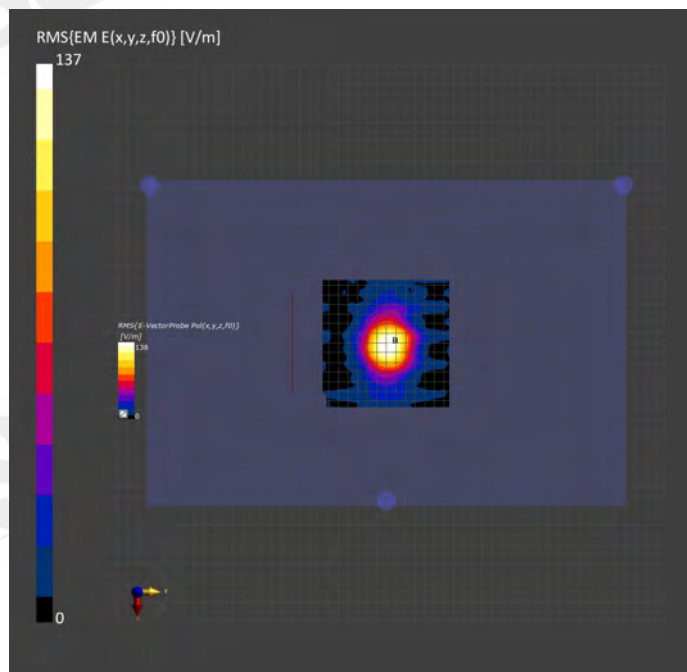 RMS{EM E(x,y,z,f0)} [V/m]
137
RMS{E-VectorProbe Pol(x,y,z,f0)}
[V/m]
138
0
0
Y